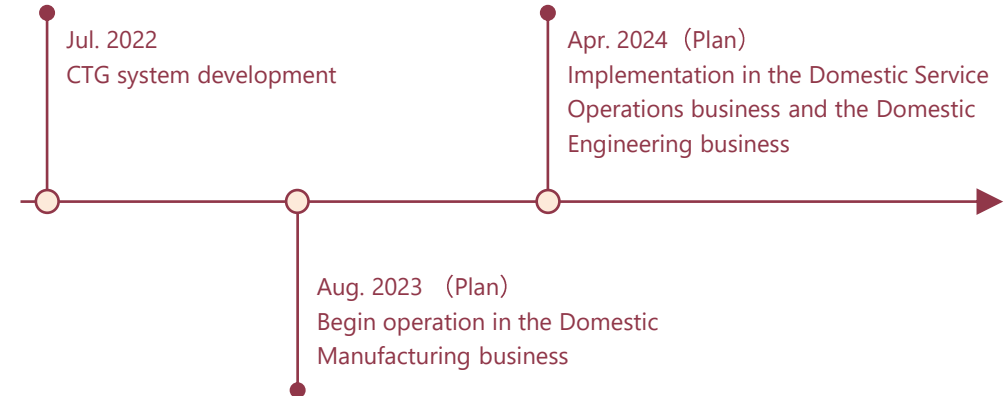 Jul. 2022
CTG system development
Apr. 2024（Plan）
Implementation in the Domestic Service
Operations business and the Domestic
Engineering business
Aug. 2023 （Plan）
Begin operation in the Domestic
Manufacturing business